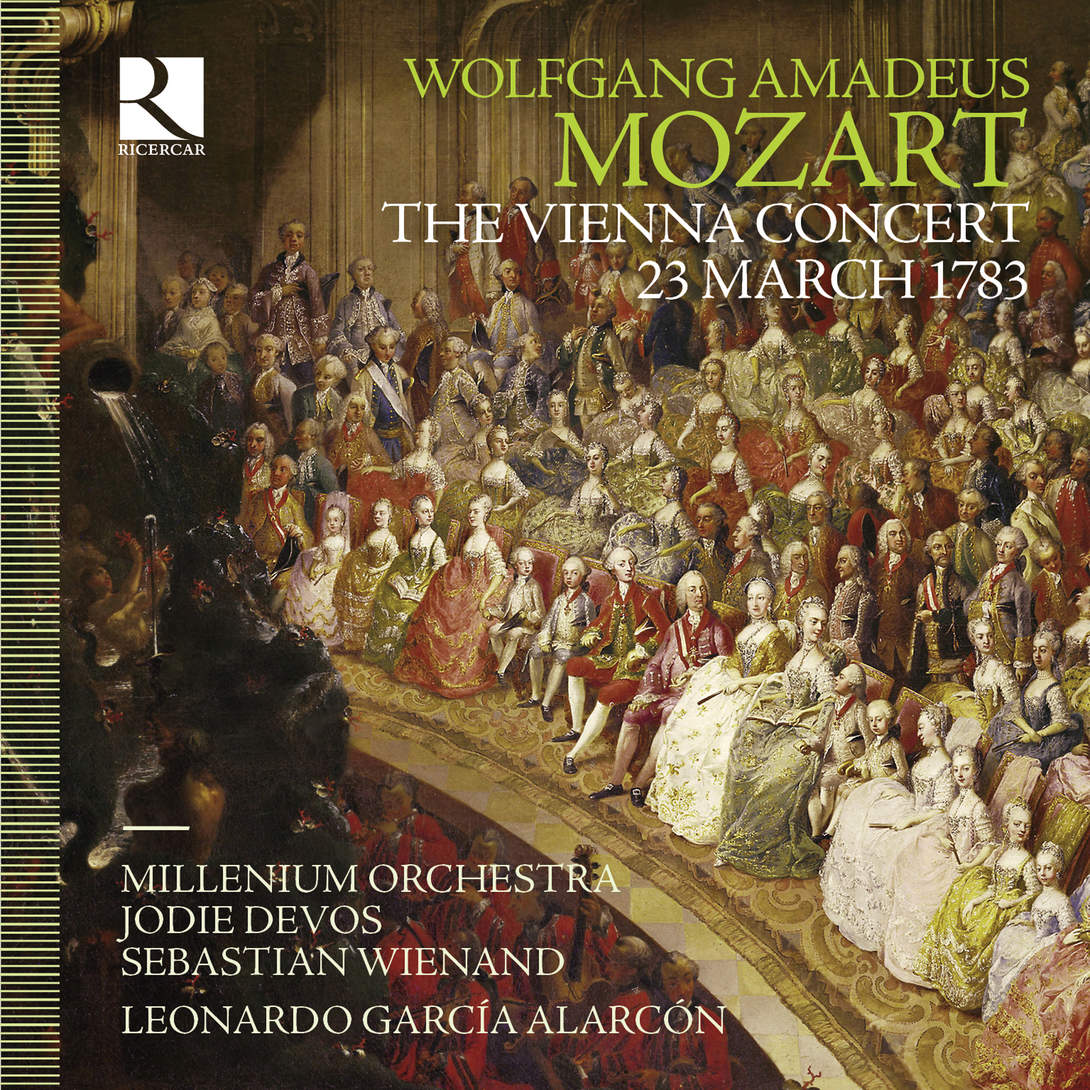 RICERCAR
WOLFGANG AMADEUS
MOZART
THE VIENNA CONCERT
23 MARCH 1783
MILLENIUM ORCHESTRA
JODIE DEVOS
SEBASTIAN WIENAND
LEONARDO GARCÍA ALARCÓN